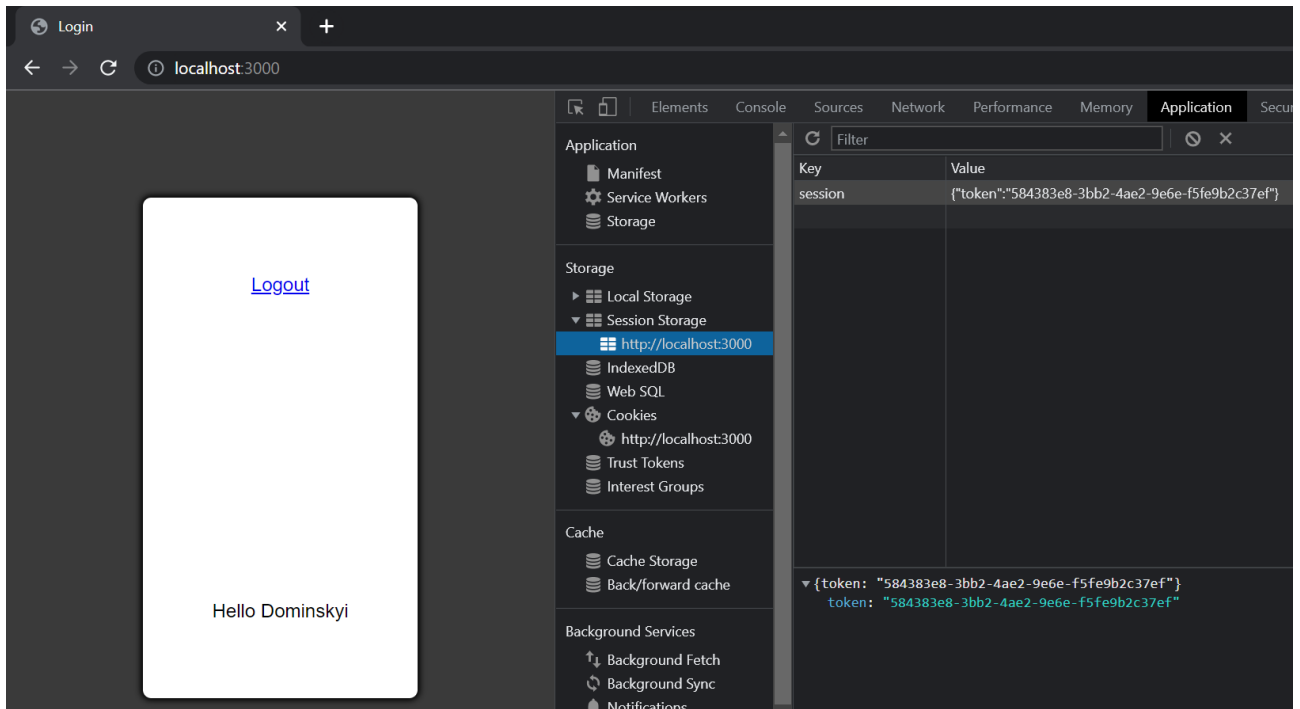 Login
localhost:3000
Elements Console Sources Network Performance Memory Application Secur
Application
Manifest
Service Workers
Storage
Storage
Local Storage
Session Storage
http://localhost:3000
IndexedDB
Web SQL
Cookies
http://localhost:3000
Trust Tokens
Interest Groups
Cache
Cache Storage
Back/forward cache
Background Services
Background Fetch
Background Sync
Notifications
Filter
Key Value
session {"token":"584383e8-3bb2-4ae2-9e6e-f5fe9b2c37ef"}
{token: "584383e8-3bb2-4ae2-9e6e-f5fe9b2c37ef"}
token: "584383e8-3bb2-4ae2-9e6e-f5fe9b2c37ef"
Logout
Hello Dominskyi